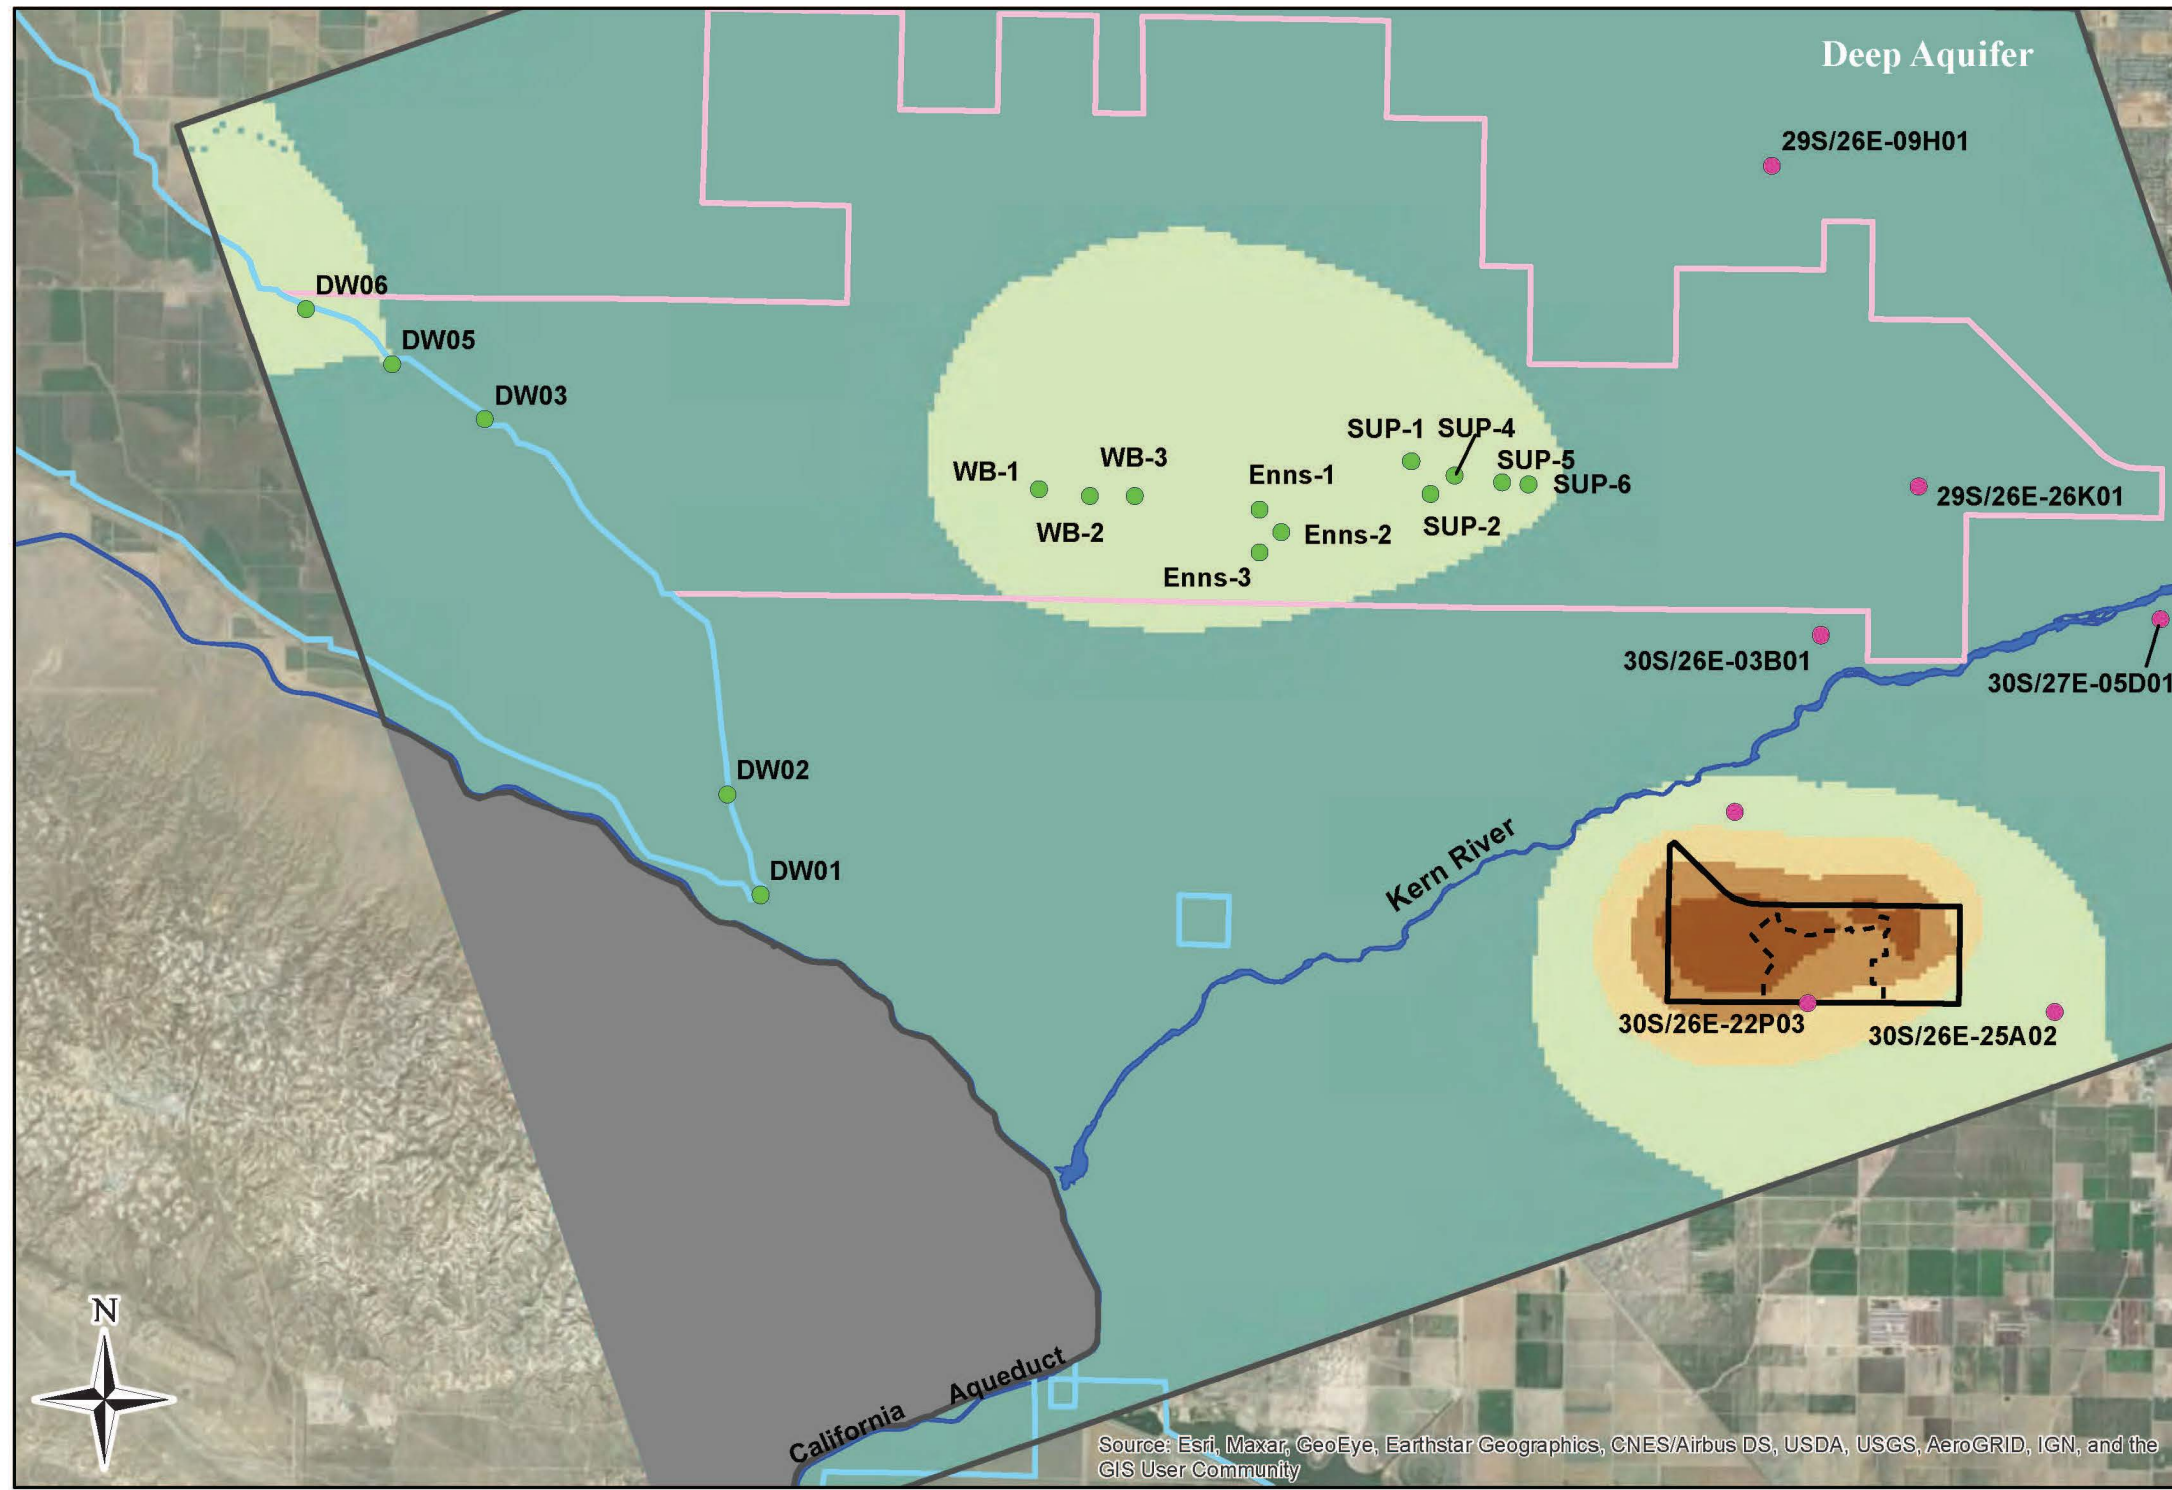 Deep Aquifer
29S/26E-09H01
DW06
DW05
DW03
SUP-1
SUP-4
WB-3
SUP-5
WB-1
Enns-1
SUP-6
29S/26E-26K01
SUP-2
WB-2
Enns-2
Enns-3
30S/26E-03B01
30S/27E-05D01
DW02
Kern River
DW01
30S/26E-22P03
30S/26E-25A02
N
California Aqueduct
Source: Esri, Maxar, GeoEye, Earthstar Geographics, CNES/Airbus DS, USDA, USGS, AeroGRID, IGN, and the
GIS User Community